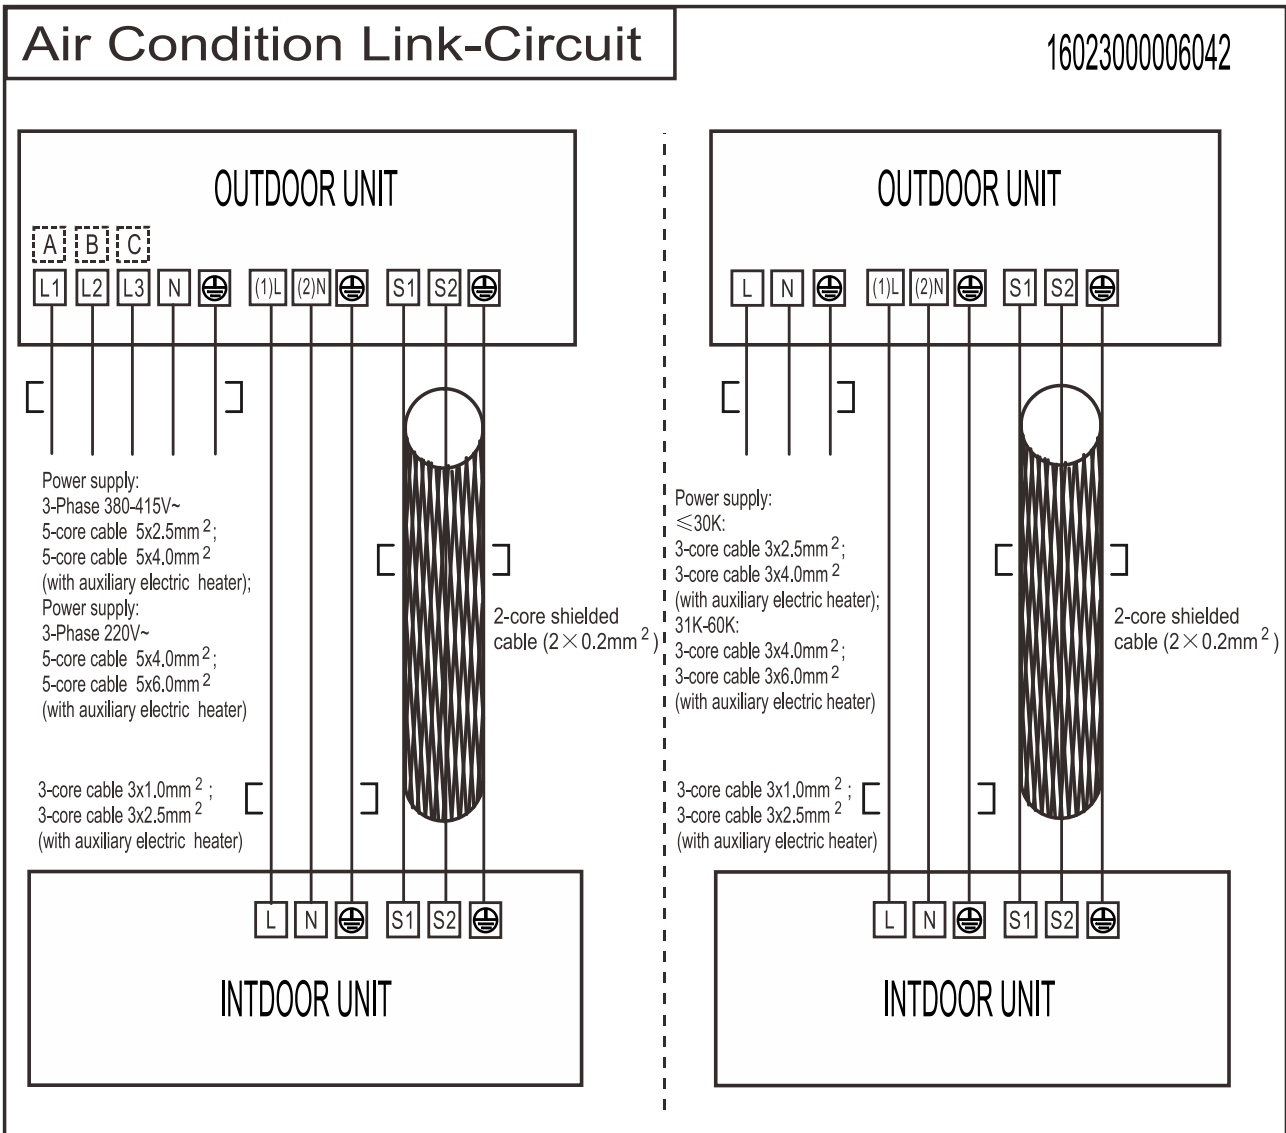 Air Condition Link-Circuit
16023000006042
OUTDOOR UNIT
A B C
L1 L2 L3 N (1)L (2)N S1 S2
Power supply:
3-Phase 380-415V~
5-core cable 5x2.5mm²;
5-core cable 5x4.0mm²
(with auxiliary electric heater);
Power supply:
3-Phase 220V~
5-core cable 5x4.0mm²;
5-core cable 5x6.0mm²
(with auxiliary electric heater)
2-core shielded
cable (2×0.2mm²)
3-core cable 3x1.0mm²;
3-core cable 3x2.5mm²
(with auxiliary electric heater)
L N S1 S2
INTDOOR UNIT
OUTDOOR UNIT
L N (1)L (2)N S1 S2
Power supply:
≤30K:
3-core cable 3x2.5mm²;
3-core cable 3x4.0mm²
(with auxiliary electric heater);
31K-60K:
3-core cable 3x4.0mm²;
3-core cable 3x6.0mm²
(with auxiliary electric heater)
2-core shielded
cable (2×0.2mm²)
3-core cable 3x1.0mm²;
3-core cable 3x2.5mm²
(with auxiliary electric heater)
L N S1 S2
INTDOOR UNIT